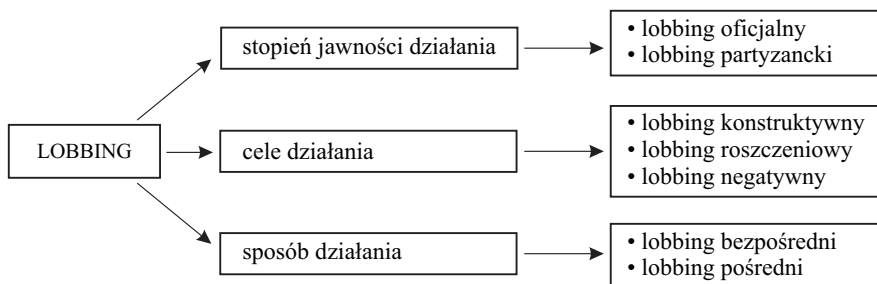 stopień jawności działania
• lobbing oficjalny
• lobbing partyzancki
LOBBING
cele działania
• lobbing konstruktywny
• lobbing roszczeniowy
• lobbing negatywny
sposób działania
• lobbing bezpośredni
• lobbing pośredni